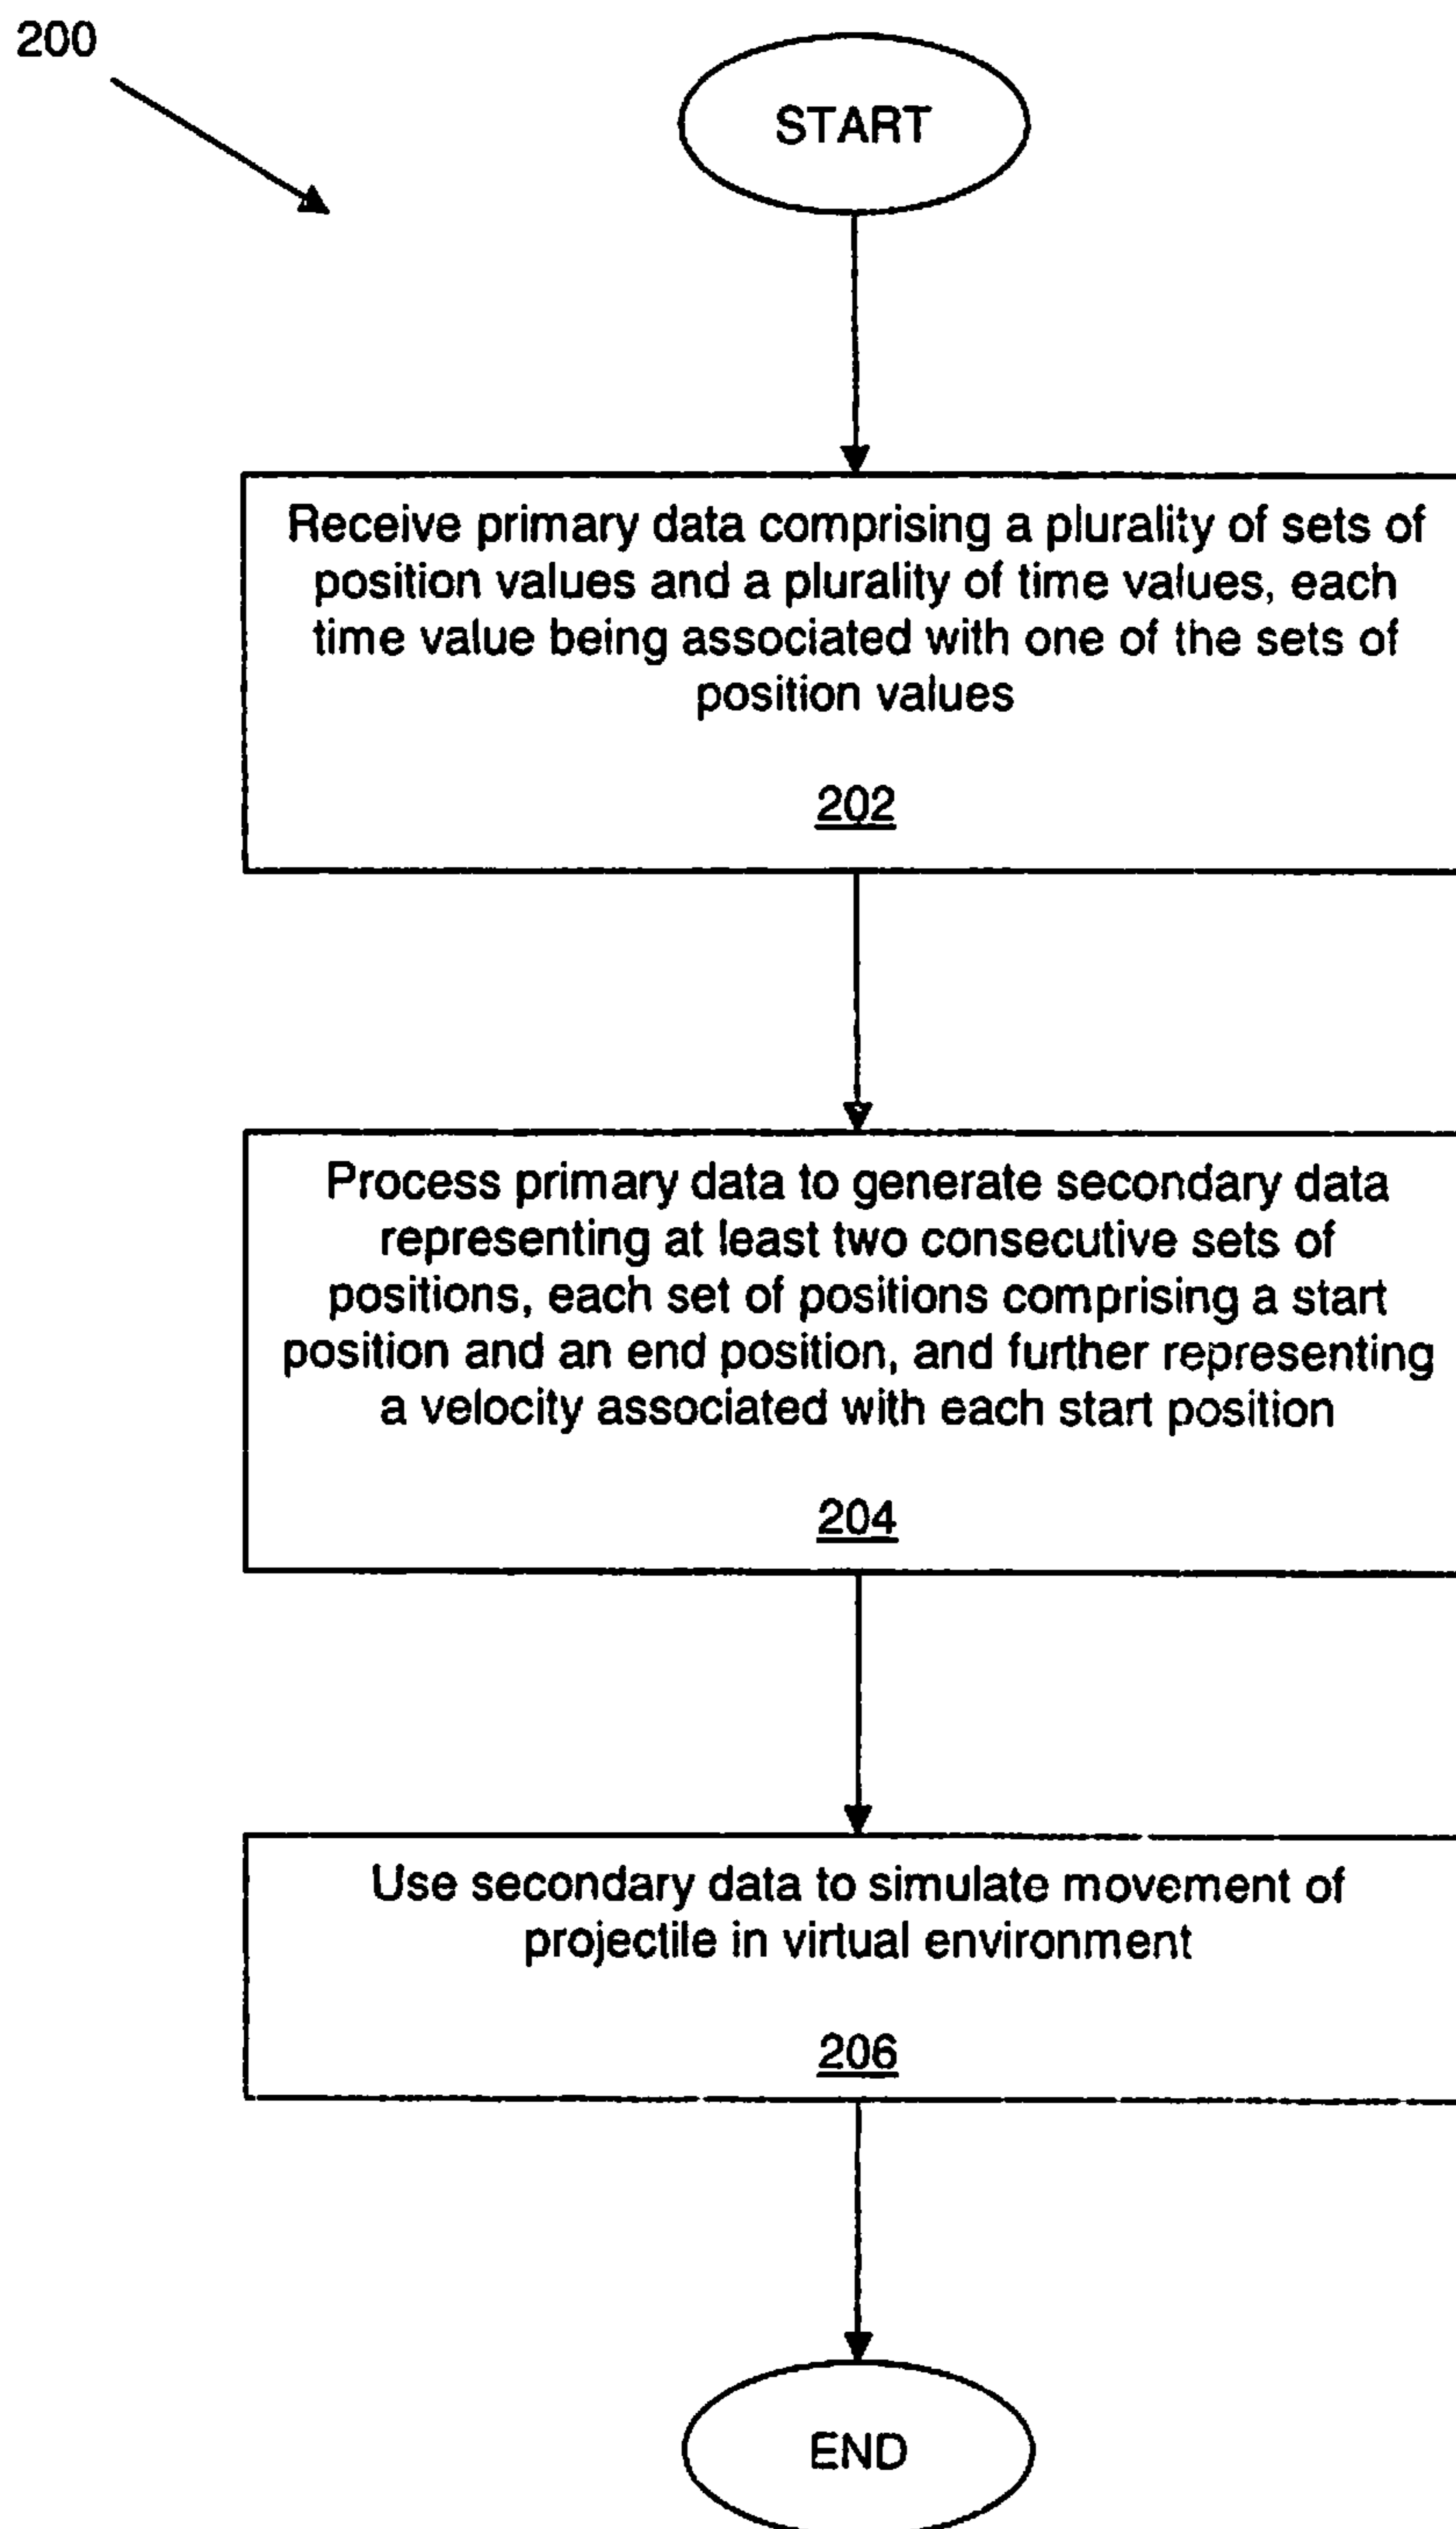 200
START
Receive primary data comprising a plurality of sets of
position values and a plurality of time values, each
time value being associated with one of the sets of
position values
202
Process primary data to generate secondary data
representing at least two consecutive sets of
positions, each set of positions comprising a start
position and an end position, and further representing
a velocity associated with each start position
204
Use secondary data to simulate movement of
projectile in virtual environment
206
END